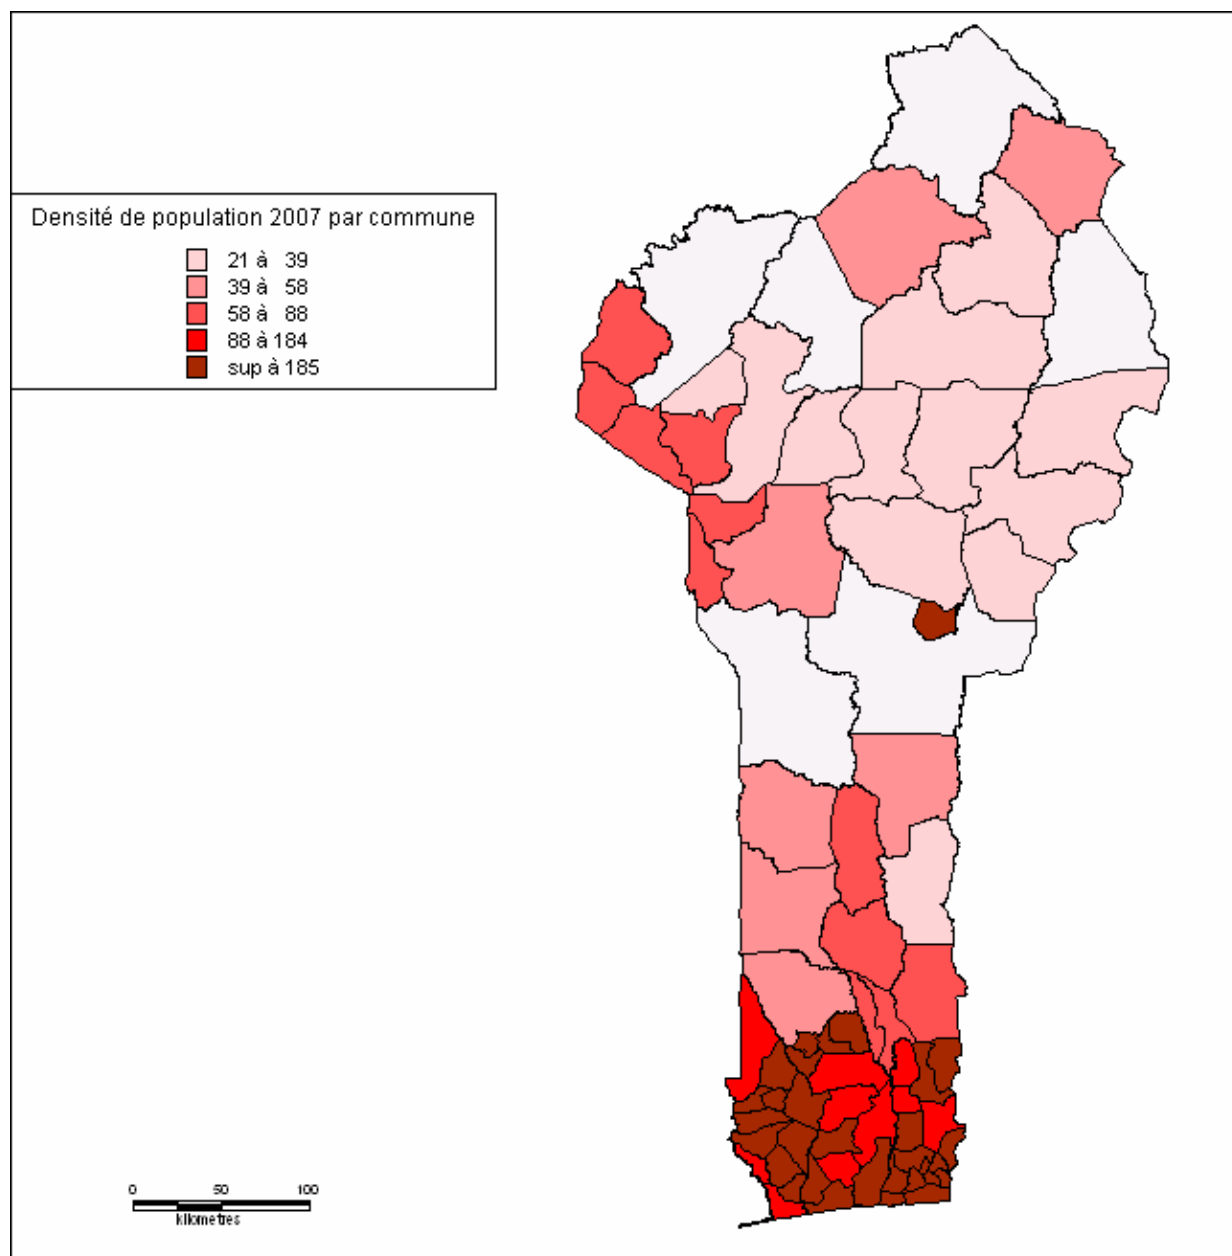 Densité de population 2007 par commune
21 à 39
39 à 58
58 à 88
88 à 184
sup à 185
0 50 100
kilometres